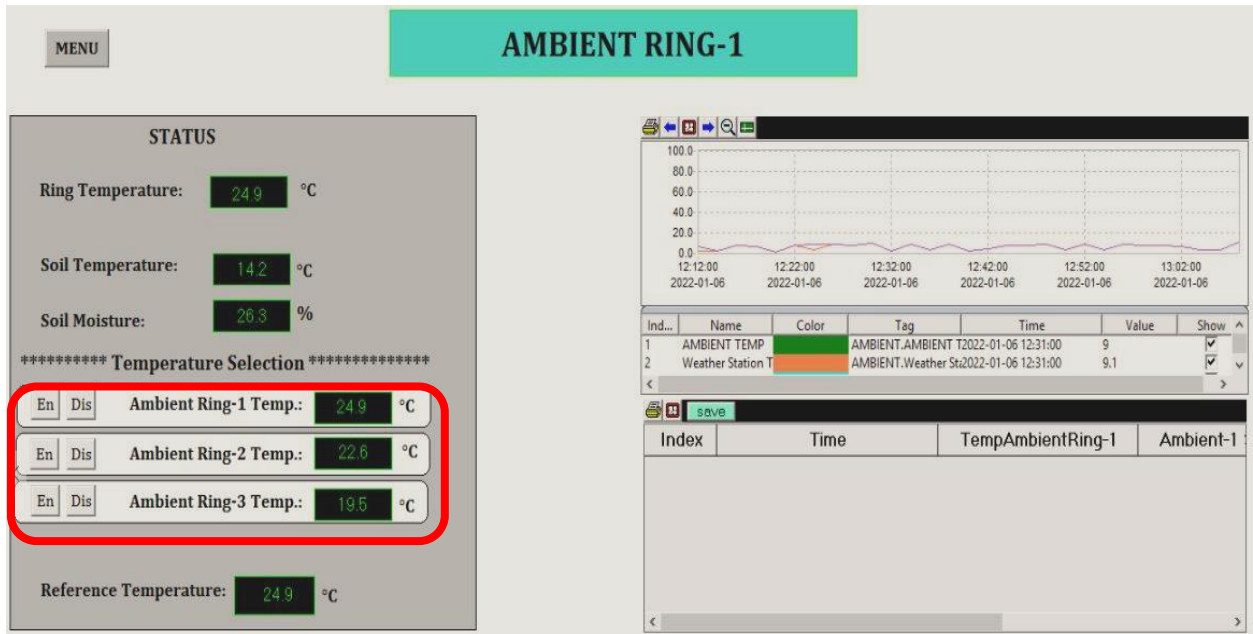 MENU
AMBIENT RING-1
STATUS
Ring Temperature: 24.9 °C
Soil Temperature: 14.2 °C
Soil Moisture: 26.3 %
********** Temperature Selection **************
En Dis Ambient Ring-1 Temp.: 24.9 °C
En Dis Ambient Ring-2 Temp.: 22.6 °C
En Dis Ambient Ring-3 Temp.: 19.5 °C
Reference Temperature: 24.9 °C
100.0
80.0
60.0
40.0
20.0
0.0
12:12:00 12:22:00 12:32:00 12:42:00 12:52:00 13:02:00
2022-01-06 2022-01-06 2022-01-06 2022-01-06 2022-01-06 2022-01-06
Ind... Name Color Tag Time Value Show
1 AMBIENT TEMP AMBIENT.AMBIENT T 2022-01-06 12:31:00 9
2 Weather Station T AMBIENT.Weather Sta 2022-01-06 12:31:00 9.1
save
Index Time TempAmbientRing-1 Ambient-1